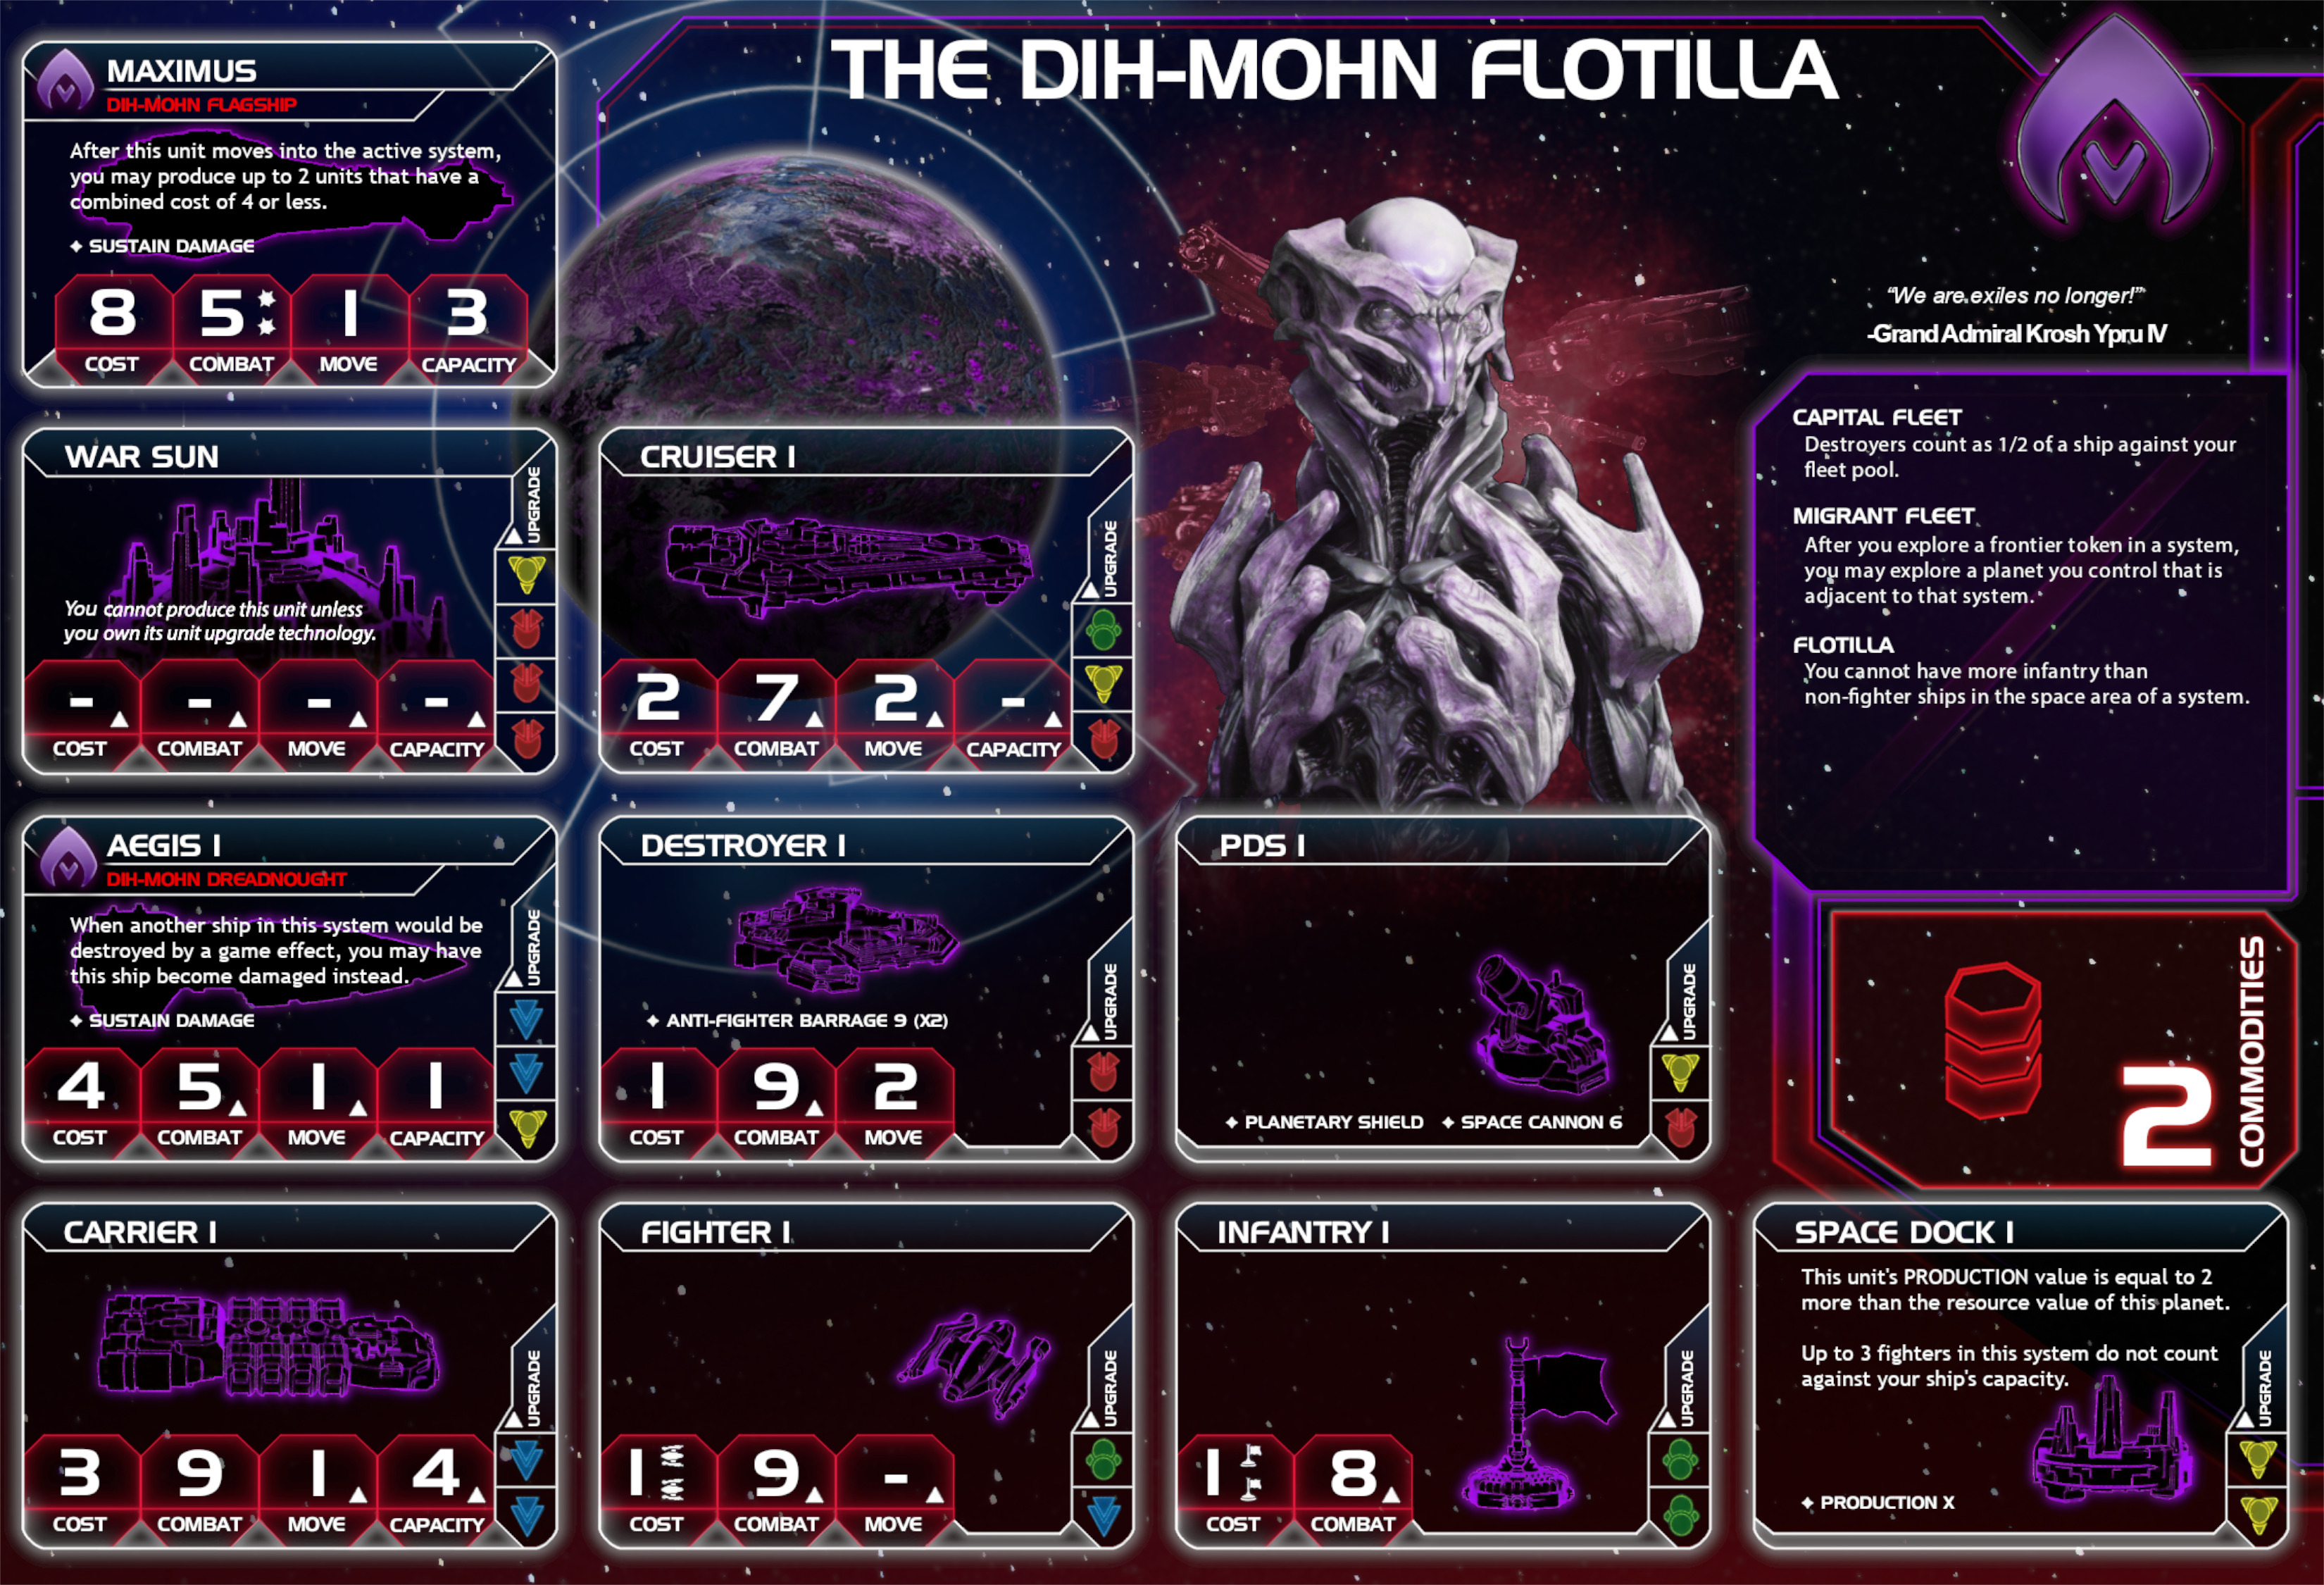 THE DIH-MOHN FLOTILLA
MAXIMUS
DIH-MOHN FLAGSHIP
After this unit moves into the active system,
you may produce up to 2 units that have a
combined cost of 4 or less.
SUSTAIN DAMAGE
8 5 1 3
COST COMBAT MOVE CAPACITY
"We are exiles no longer!"
-Grand Admiral Krosh Ypru IV
WAR SUN
UPGRADE
You cannot produce this unit unless
you own its unit upgrade technology.
- - - -
COST COMBAT MOVE CAPACITY
CRUISER I
UPGRADE
2 7 2 -
COST COMBAT MOVE CAPACITY
CAPITAL FLEET
Destroyers count as 1/2 of a ship against your
fleet pool.
MIGRANT FLEET
After you explore a frontier token in a system,
you may explore a planet you control that is
adjacent to that system.
FLOTILLA
You cannot have more infantry than
non-fighter ships in the space area of a system.
AEGIS I
DIH-MOHN DREADNOUGHT
When another ship in this system would be
destroyed by a game effect, you may have
this ship become damaged instead.
SUSTAIN DAMAGE
UPGRADE
4 5 1 1
COST COMBAT MOVE CAPACITY
DESTROYER I
ANTI-FIGHTER BARRAGE 9 (X2)
UPGRADE
1 9 2
COST COMBAT MOVE
PDS I
UPGRADE
PLANETARY SHIELD SPACE CANNON 6
2
COMMODITIES
CARRIER I
UPGRADE
3 9 1 4
COST COMBAT MOVE CAPACITY
FIGHTER I
UPGRADE
1 9 -
COST COMBAT MOVE
INFANTRY I
UPGRADE
1 8
COST COMBAT
SPACE DOCK I
This unit's PRODUCTION value is equal to 2
more than the resource value of this planet.
Up to 3 fighters in this system do not count
against your ship's capacity.
UPGRADE
PRODUCTION X